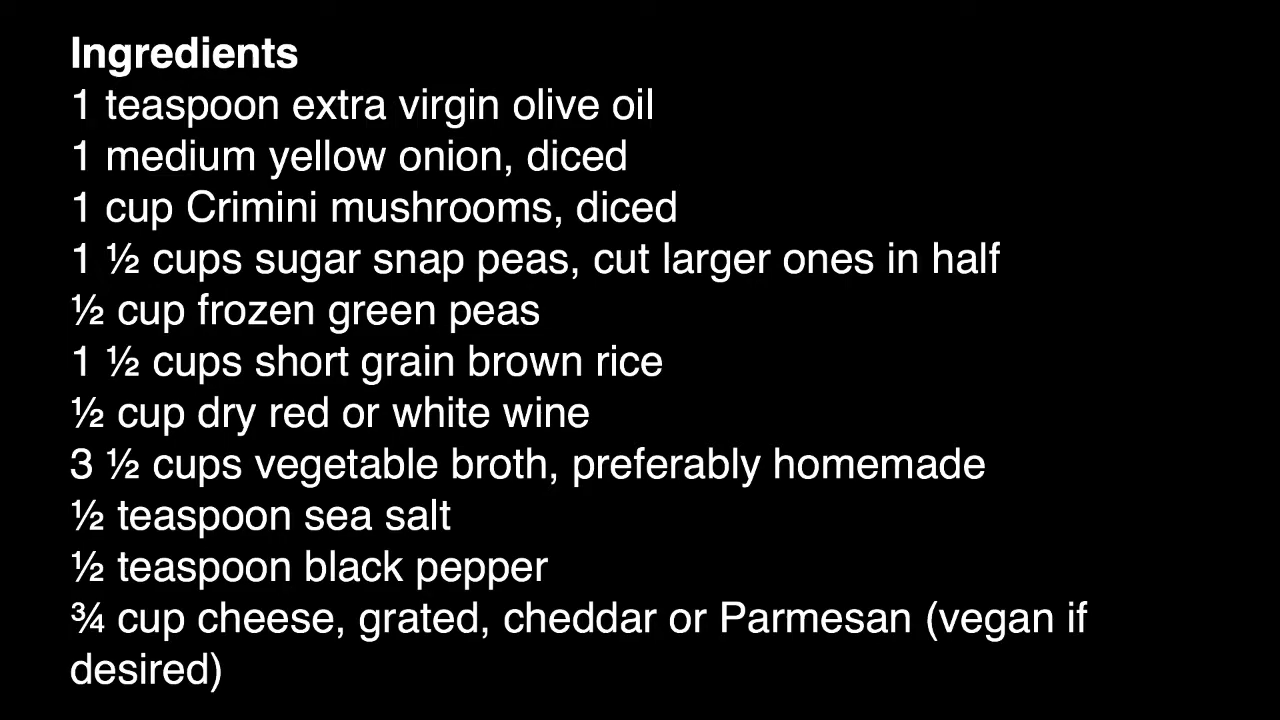 Ingredients
1 teaspoon extra virgin olive oil
1 medium yellow onion, diced
1 cup Crimini mushrooms, diced
1 ½ cups sugar snap peas, cut larger ones in half
½ cup frozen green peas
1 ½ cups short grain brown rice
½ cup dry red or white wine
3 ½ cups vegetable broth, preferably homemade
½ teaspoon sea salt
½ teaspoon black pepper
¾ cup cheese, grated, cheddar or Parmesan (vegan if
desired)